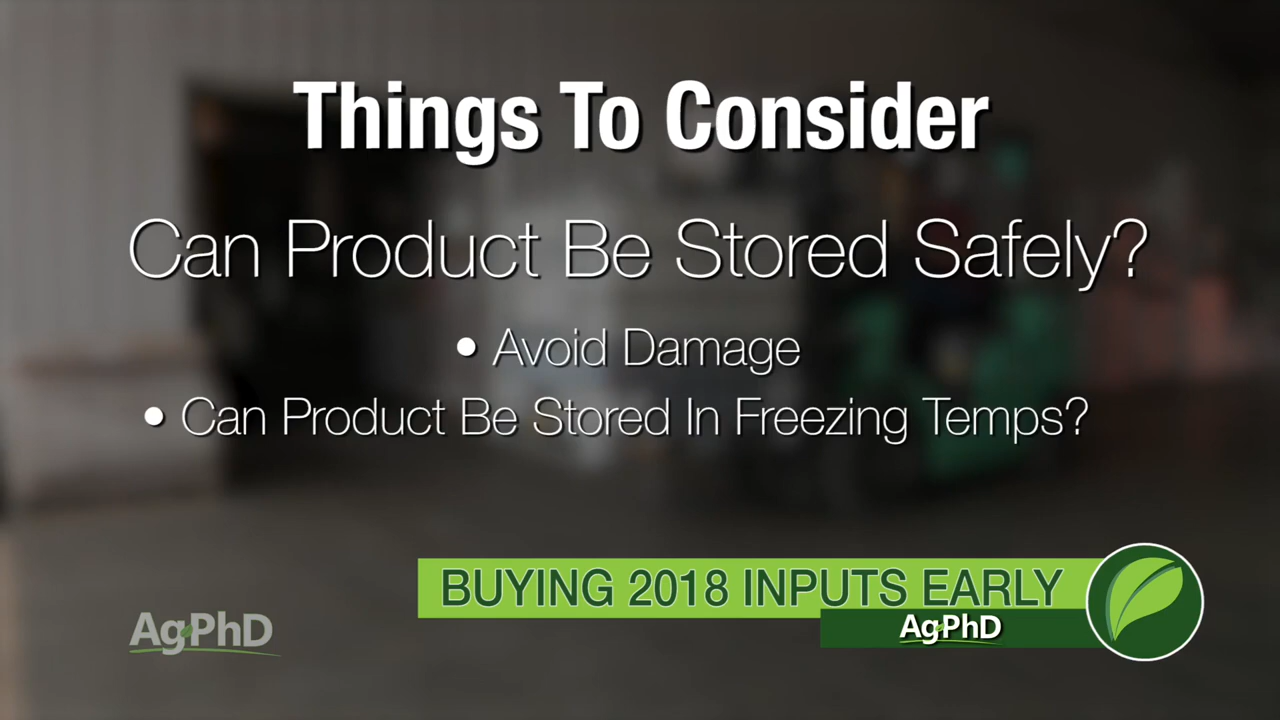 Things To Consider
Can Product Be Stored Safely?
• Avoid Damage
• Can Product Be Stored In Freezing Temps?
BUYING 2018 INPUTS EARLY
AgPhD
AgPhD